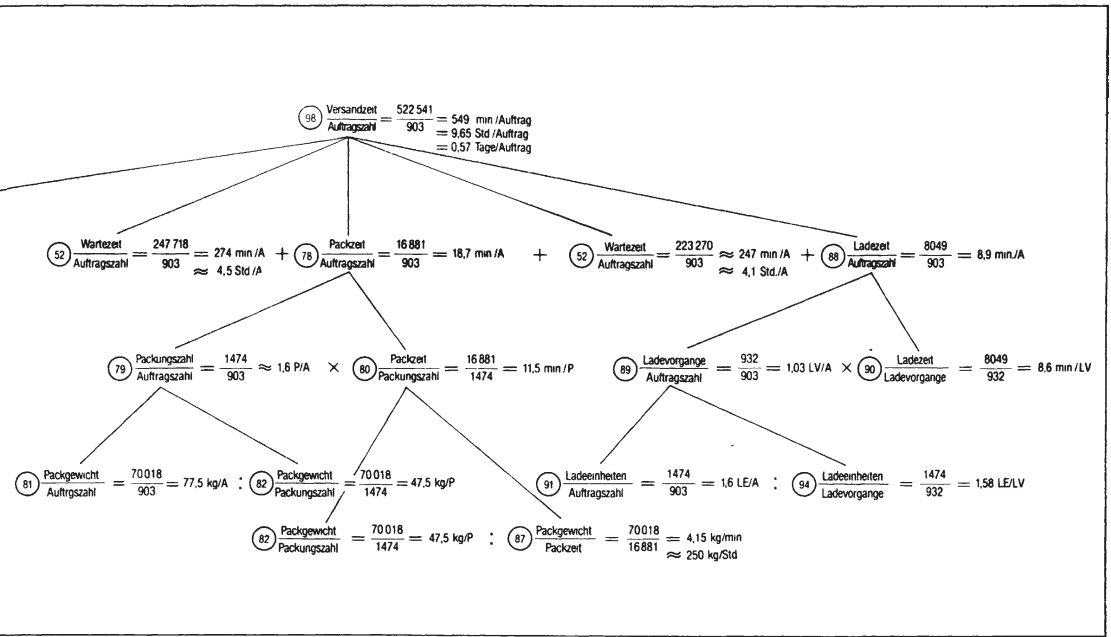 98 Versandzeit / Auftragszahl = 522 541 / 903 = 549 min /Auftrag
= 9,65 Std /Auftrag
= 0,57 Tage/Auftrag
52 Wartezeit / Auftragszahl = 247 718 / 903 = 274 min /A + 78 Packzeit / Auftragszahl = 16 881 / 903 = 18,7 min /A + 52 Wartezeit / Auftragszahl = 223 270 / 903 ≈ 247 min /A + 88 Ladezeit / Auftragszahl = 8049 / 903 = 8,9 min./A
≈ 4,5 Std /A ≈ 4,1 Std./A
79 Packungszahl / Auftragszahl = 1474 / 903 ≈ 1,6 P/A × 80 Packzeit / Packungszahl = 16 881 / 1474 = 11,5 min /P 89 Ladevorgange / Auftragszahl = 932 / 903 = 1,03 LV/A × 90 Ladezeit / Ladevorgange = 8049 / 932 = 8,6 min /LV
81 Packgewicht / Auftrgszahl = 70 018 / 903 = 77,5 kg/A : 82 Packgewicht / Packungszahl = 70 018 / 1474 = 47,5 kg/P 91 Ladeeinheiten / Auftragszahl = 1474 / 903 = 1,6 LE/A : 94 Ladeeinheiten / Ladevorgange = 1474 / 932 = 1,58 LE/LV
82 Packgewicht / Packungszahl = 70 018 / 1474 = 47,5 kg/P : 87 Packgewicht / Packzeit = 70018 / 16881 = 4,15 kg/min
≈ 250 kg/Std